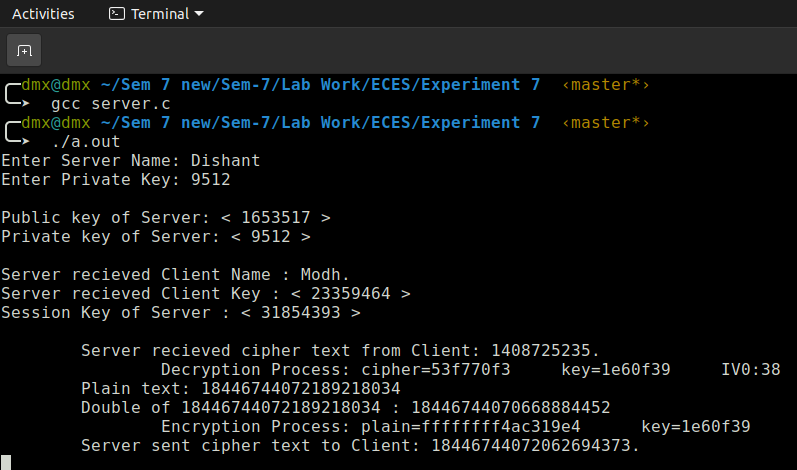 Activities Terminal
dmx@dmx ~/Sem 7 new/Sem-7/Lab Work/ECES/Experiment 7 ‹master*›
➤ gcc server.c
dmx@dmx ~/Sem 7 new/Sem-7/Lab Work/ECES/Experiment 7 ‹master*›
➤ ./a.out
Enter Server Name: Dishant
Enter Private Key: 9512
Public key of Server: < 1653517 >
Private key of Server: < 9512 >
Server recieved Client Name : Modh.
Server recieved Client Key : < 23359464 >
Session Key of Server : < 31854393 >
Server recieved cipher text from Client: 1408725235.
Decryption Process: cipher=53f770f3 key=1e60f39 IV0:38
Plain text: 18446744072189218034
Double of 18446744072189218034 : 18446744070668884452
Encryption Process: plain=ffffffff4ac319e4 key=1e60f39
Server sent cipher text to Client: 18446744072062694373.